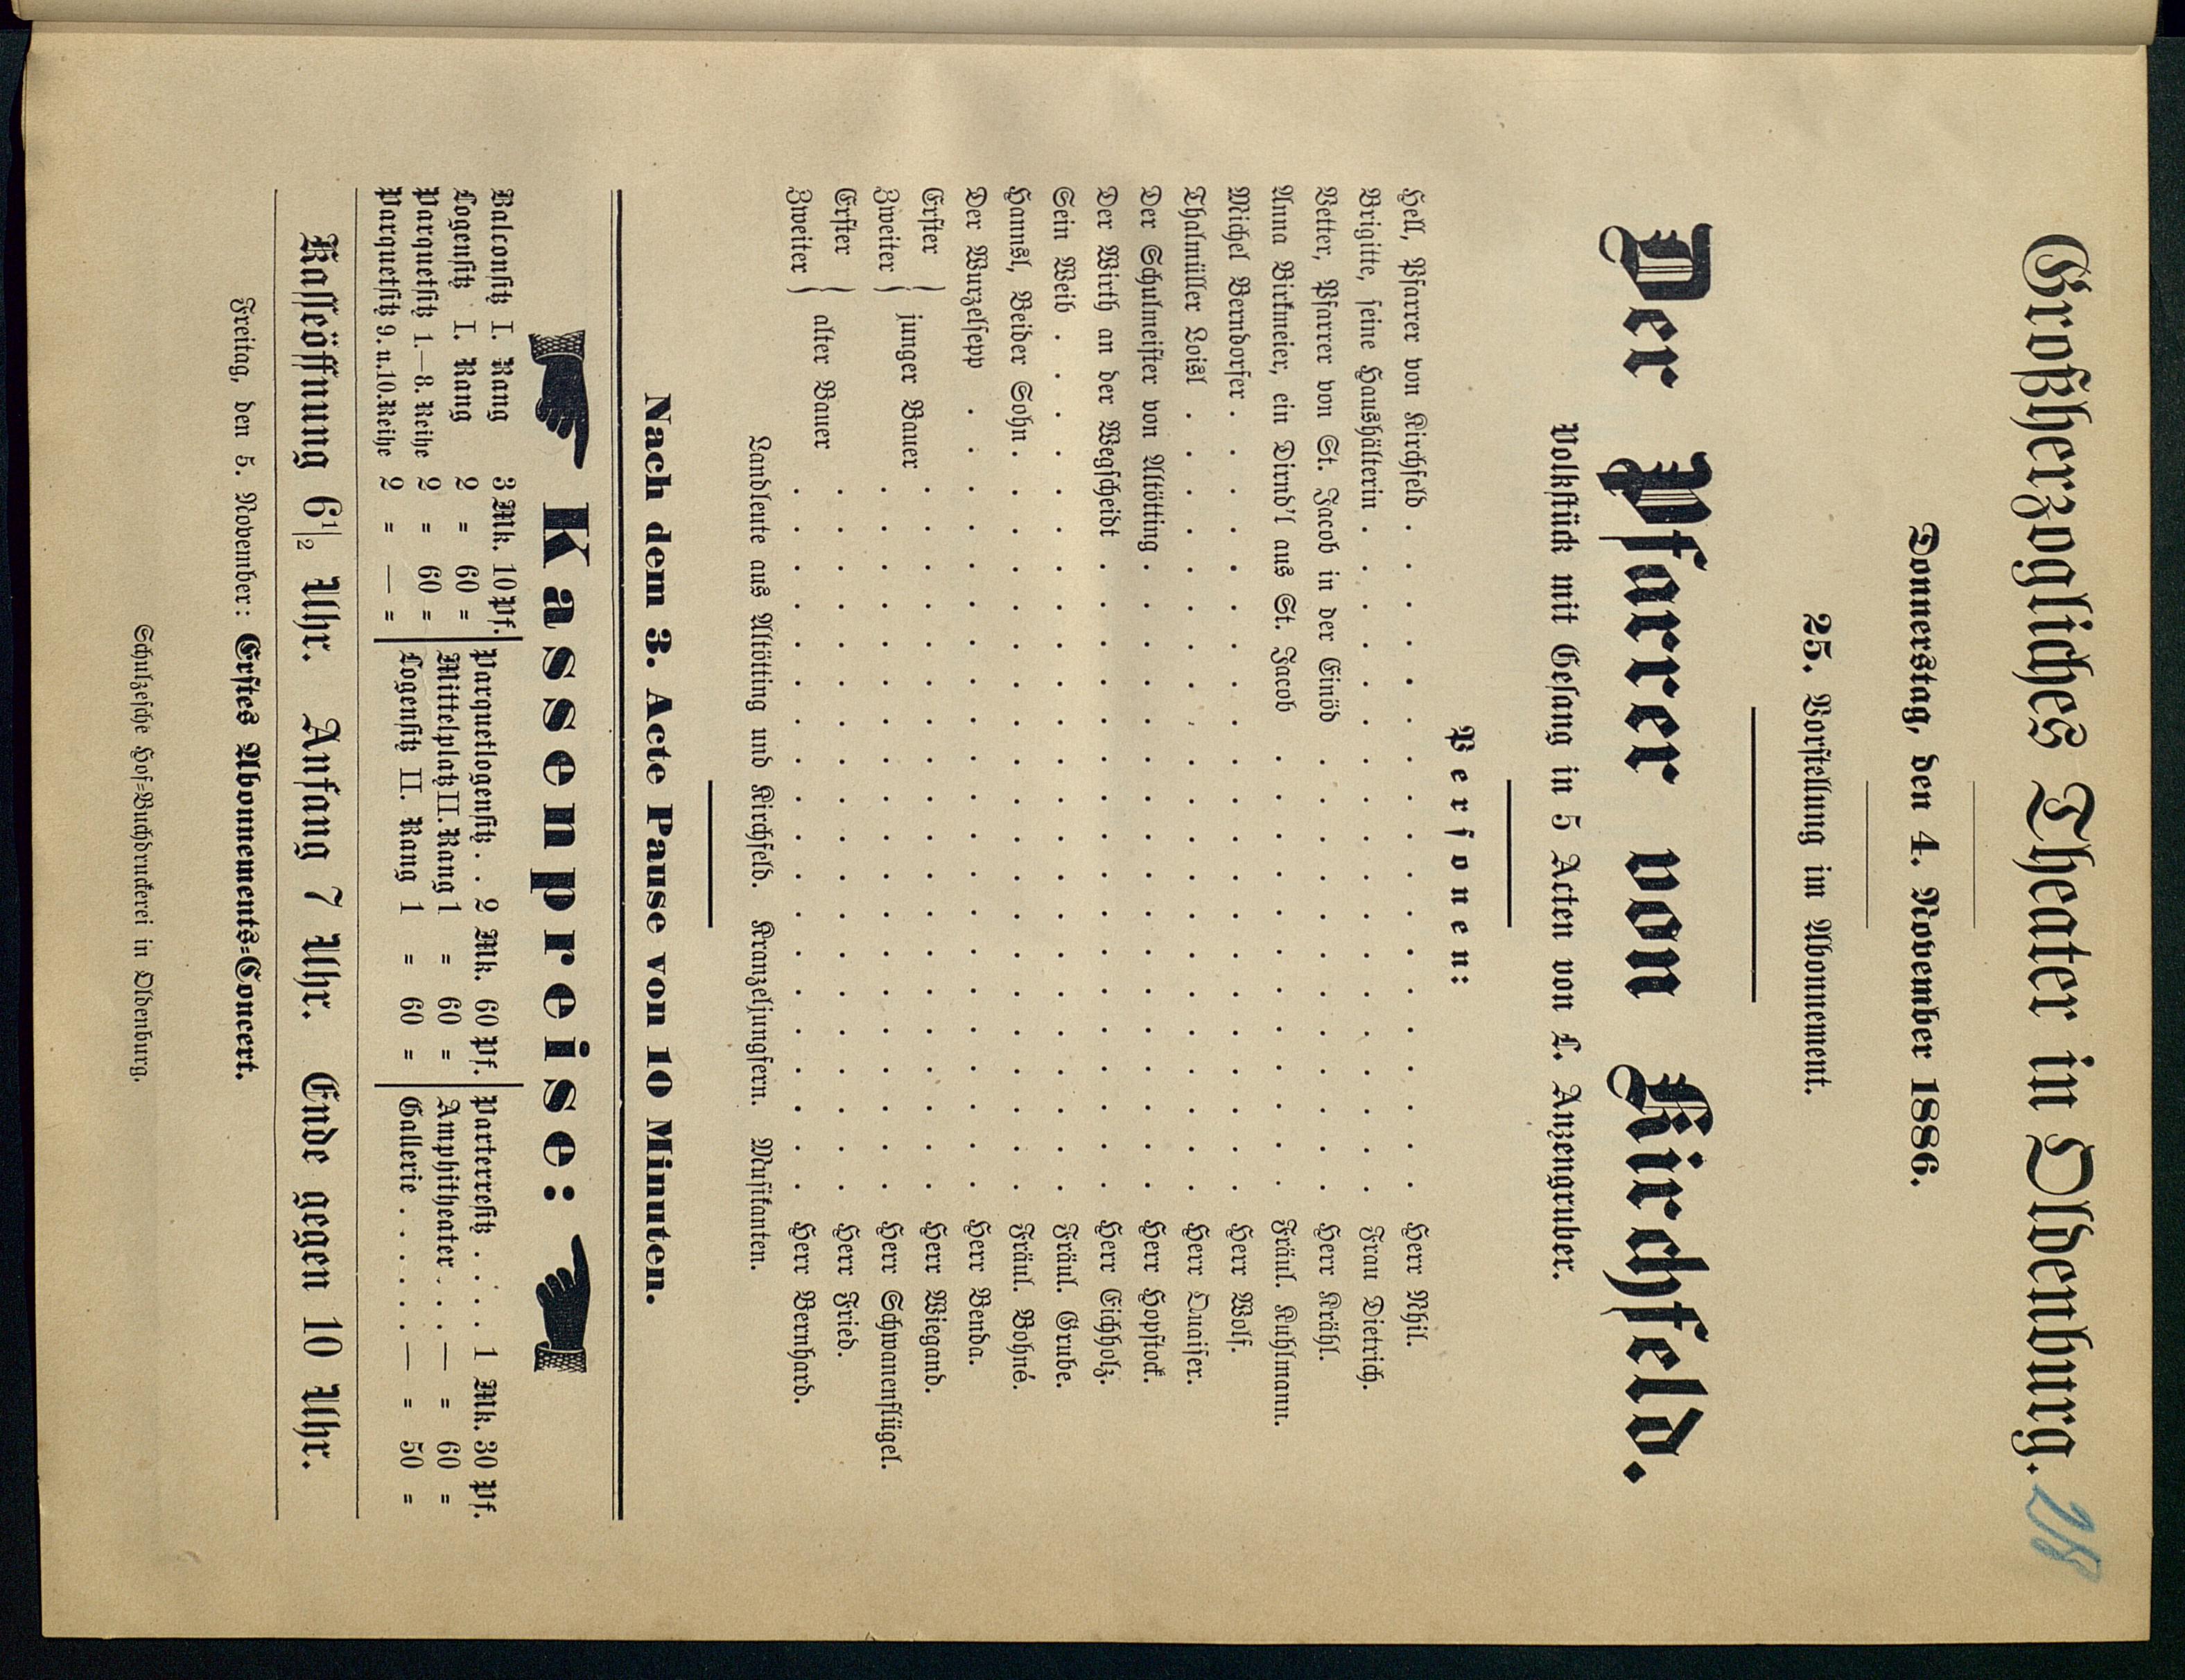 Großherzogliches Theater in Oldenburg.
28
Donnerstag, den 4. November 1886.
25. Vorstellung im Abonnement.
Der Pfarrer von Kirchfeld.
Volksstück mit Gesang in 5 Acten von L. Anzengruber.
Personen:
Hell, Pfarrer von Kirchfeld . . . . . . . . . . . . . . . . . . Herr Rhil.
Brigitte, seine Haushälterin . . . . . . . . . . . . . . . . . . Frau Dietrich.
Vetter, Pfarrer von St. Jacob in der Einöd . . . . . . . . . . . . Herr Krähl.
Anna Birkmeier, ein Dirnd'l aus St. Jacob . . . . . . . . . . . . Fräul. Kuhlmann.
Michel Berndorfer . . . . . . . . . . . . . . . . . . . . . Herr Wolf.
Thalmüller Loisl . . . . . . . . . . . . . . . . . . . . . Herr Quaiser.
Der Schulmeister von Altötting . . . . . . . . . . . . . . . . . Herr Hopstock.
Der Wirth an der Wegscheidt . . . . . . . . . . . . . . . . . Herr Eichholz.
Sein Weib . . . . . . . . . . . . . . . . . . . . . . . Fräul. Grube.
Hannsl, Beider Sohn . . . . . . . . . . . . . . . . . . . . Fräul. Bohné.
Der Wurzelsepp . . . . . . . . . . . . . . . . . . . . . Herr Benda.
Erster } junger Bauer . . . . . . . . . . . . . . . . . . . Herr Wiegand.
Zweiter } . . . . . . . . . . . . . . . . . . . Herr Schwanenflügel.
Erster } alter Bauer . . . . . . . . . . . . . . . . . . . Herr Fried.
Zweiter } . . . . . . . . . . . . . . . . . . . Herr Bernhard.
Landleute aus Altötting und Kirchfeld. Kranzeljungfern. Musikanten.
Nach dem 3. Acte Pause von 10 Minuten.
Kassenpreise:
Balconsitz I. Rang 3 Mk. 10 Pf.
Logensitz I. Rang 2 = 60 =
Parquetsitz 1.—8. Reihe 2 = 60 =
Parquetsitz 9. u. 10. Reihe 2 = — =
Parquetlogensitz . . 2 Mk. 60 Pf.
Mittelplatz II. Rang 1 = 60 =
Logensitz II. Rang 1 = 60 =
Parterresitz . . . . 1 Mk. 30 Pf.
Amphitheater . . . — = 60 =
Gallerie . . . . . . — = 50 =
Kasseöffnung 6½ Uhr. Anfang 7 Uhr. Ende gegen 10 Uhr.
Freitag, den 5. November: Erstes Abonnements=Concert.
Schulzesche Hof=Buchdruckerei in Oldenburg.